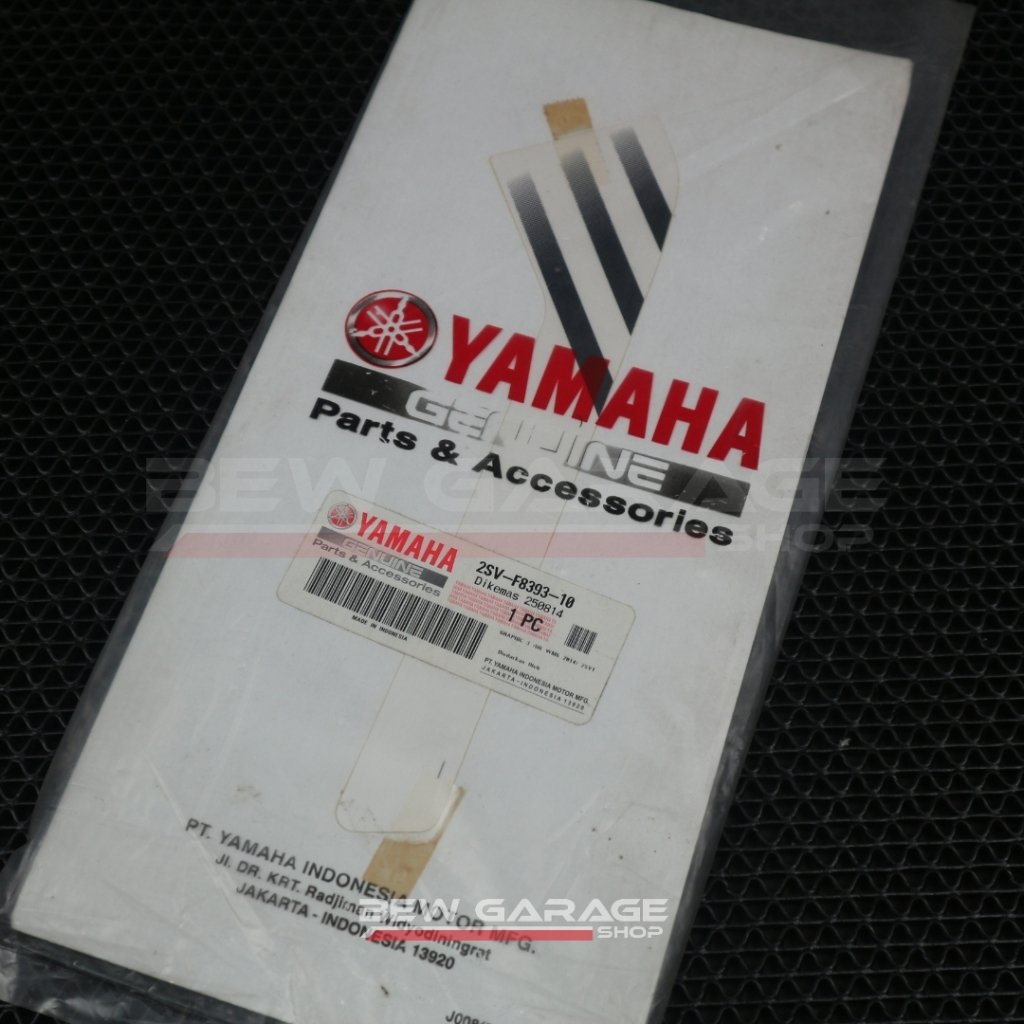 YAMAHA
GENUINE
Parts & Accessories
BEW GARAGE
SHOP
YAMAHA
GENUINE
Parts & Accessories
2SV-F8393-10
Dikemas 250814
1 PC
MADE IN INDONESIA
GRAPHIC 3
PT. YAMAHA INDONESIA MOTOR MFG.
JAKARTA - INDONESIA 13920
PT. YAMAHA INDONESIA MOTOR MFG.
Jl. DR. KRT. Radjiman Widyodiningrat
JAKARTA - INDONESIA 13920
BEW GARAGE
SHOP